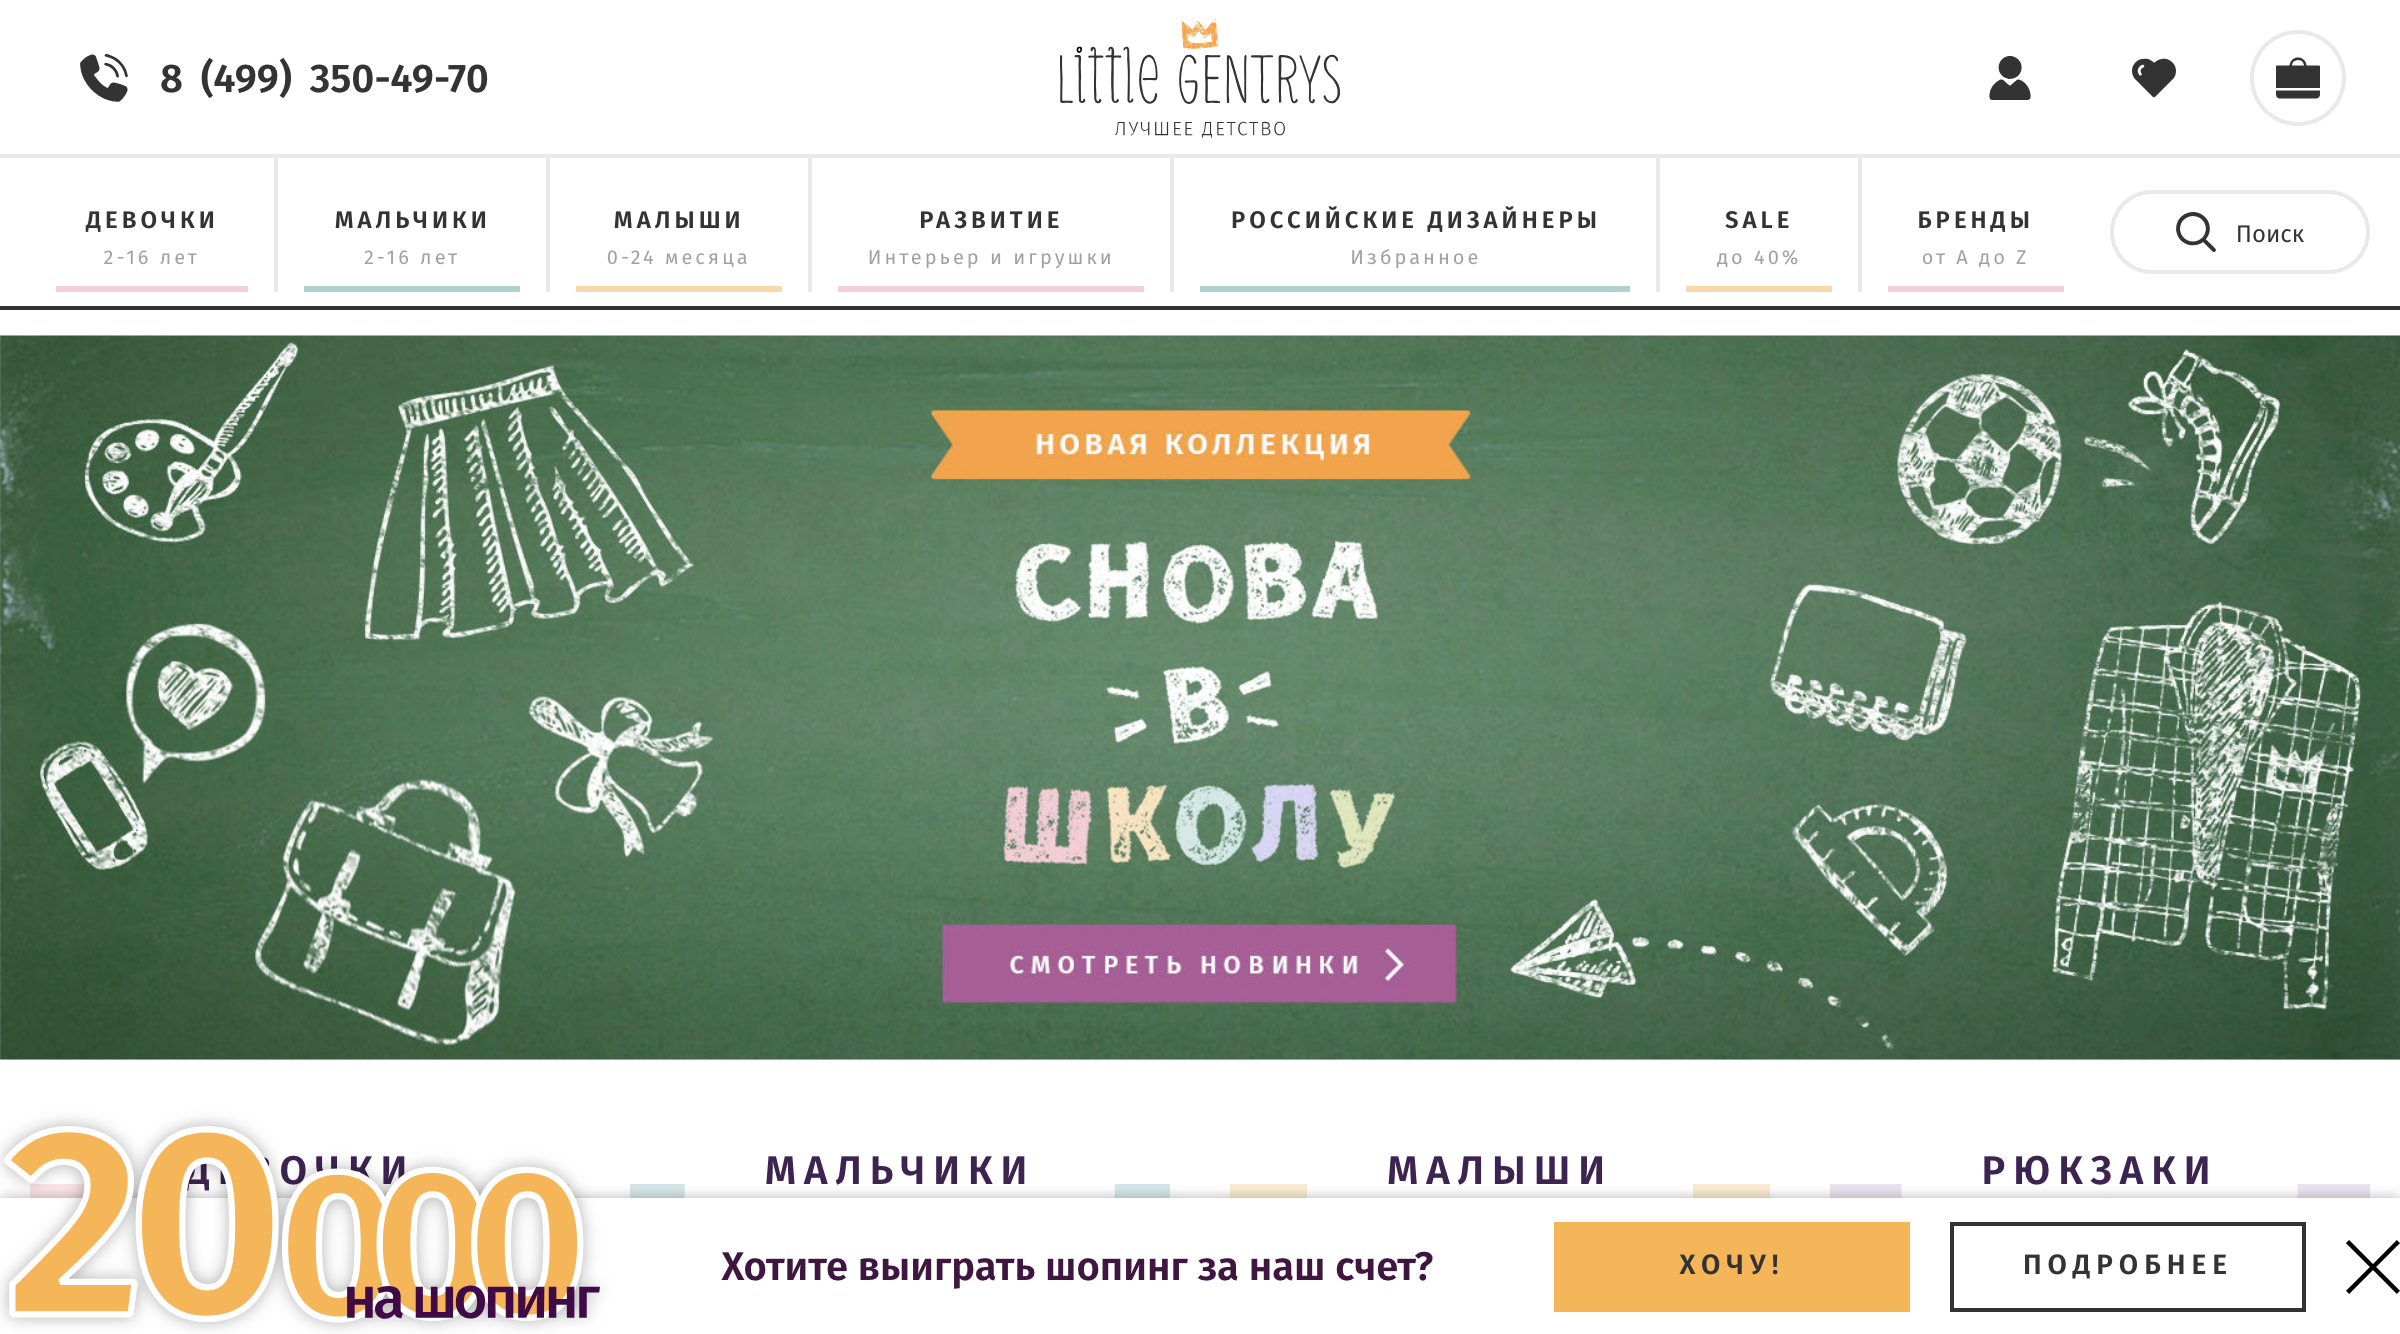 8 (499) 350-49-70
Little GENTRYS
ЛУЧШЕЕ ДЕТСТВО
ДЕВОЧКИ
2-16 лет
МАЛЬЧИКИ
2-16 лет
МАЛЫШИ
0-24 месяца
РАЗВИТИЕ
Интерьер и игрушки
РОССИЙСКИЕ ДИЗАЙНЕРЫ
Избранное
SALE
до 40%
БРЕНДЫ
от A до Z
Поиск
НОВАЯ КОЛЛЕКЦИЯ
СНОВА
В
ШКОЛУ
СМОТРЕТЬ НОВИНКИ
ДЕВОЧКИ
МАЛЬЧИКИ
МАЛЫШИ
РЮКЗАКИ
20000
на шопинг
Хотите выиграть шопинг за наш счет?
ХОЧУ!
ПОДРОБНЕЕ